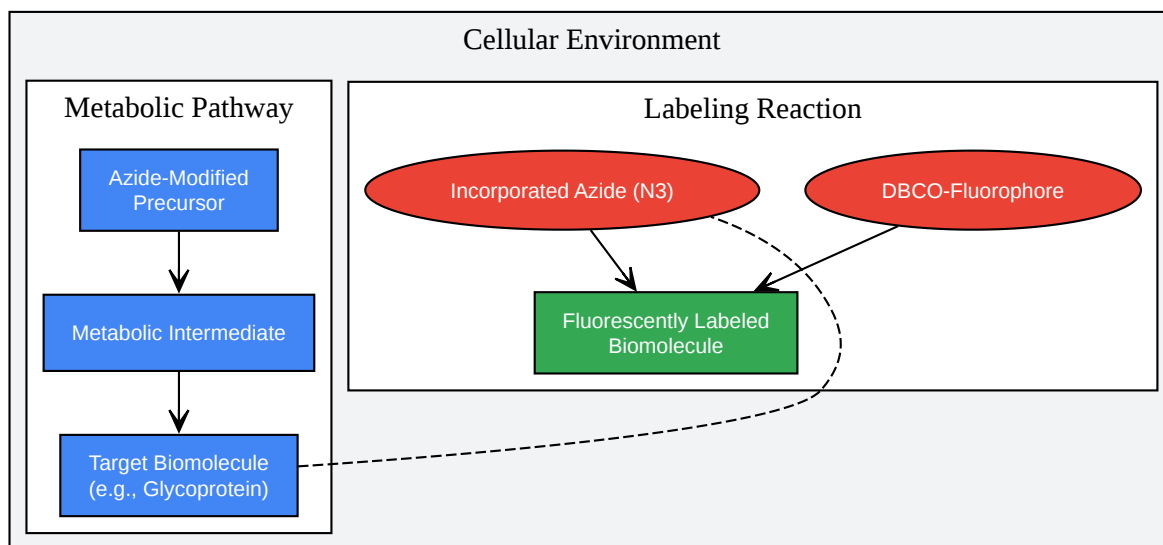 Cellular Environment
Metabolic Pathway
Azide-Modified
Precursor
Metabolic Intermediate
Target Biomolecule
(e.g., Glycoprotein)
Labeling Reaction
Incorporated Azide (N3)
DBCO-Fluorophore
Fluorescently Labeled
Biomolecule